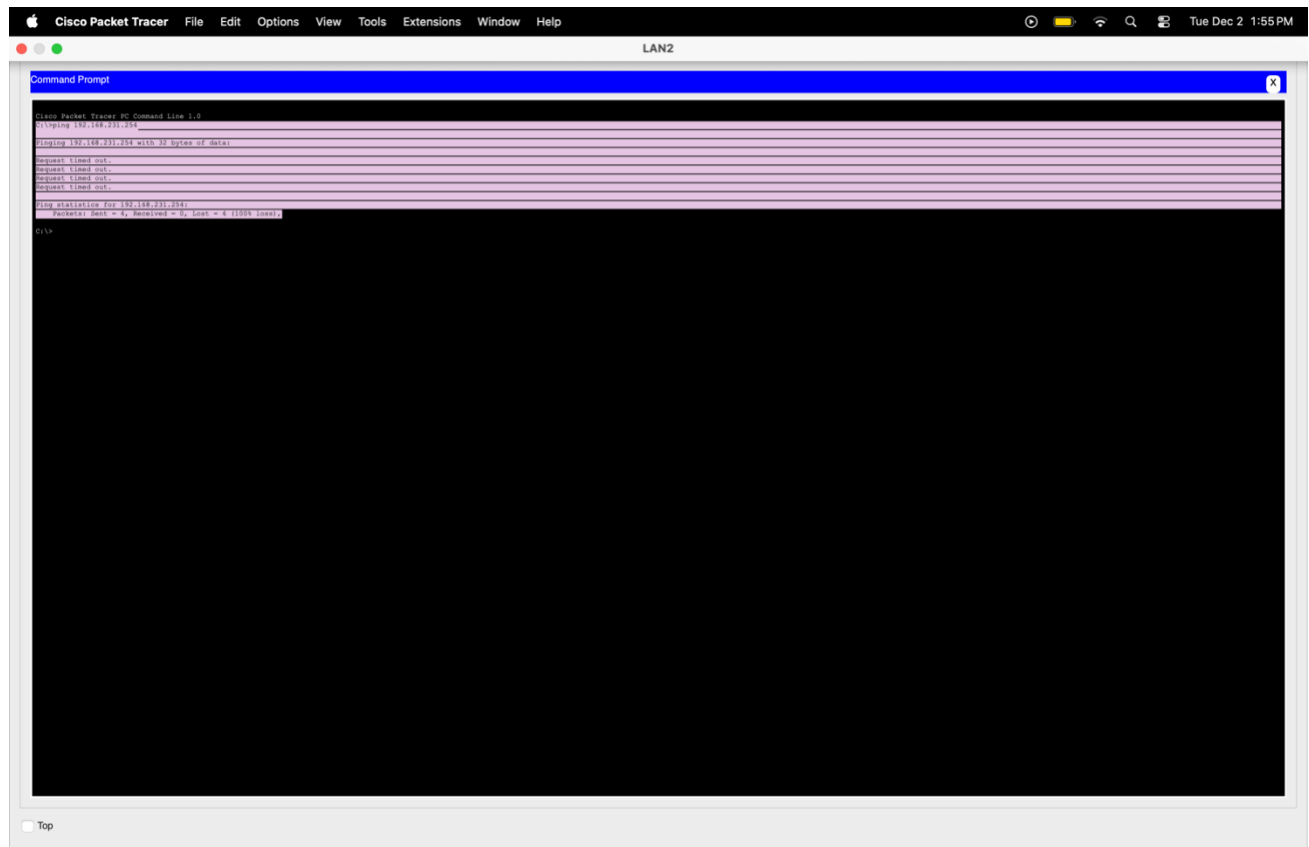 Cisco Packet Tracer File Edit Options View Tools Extensions Window Help Tue Dec 2 1:55 PM
LAN2
Command Prompt
X
Cisco Packet Tracer PC Command Line 1.0
C:\>ping 192.168.231.254
Pinging 192.168.231.254 with 32 bytes of data:
Request timed out.
Request timed out.
Request timed out.
Request timed out.
Ping statistics for 192.168.231.254:
Packets: Sent = 4, Received = 0, Lost = 4 (100% loss),
C:\>
Top